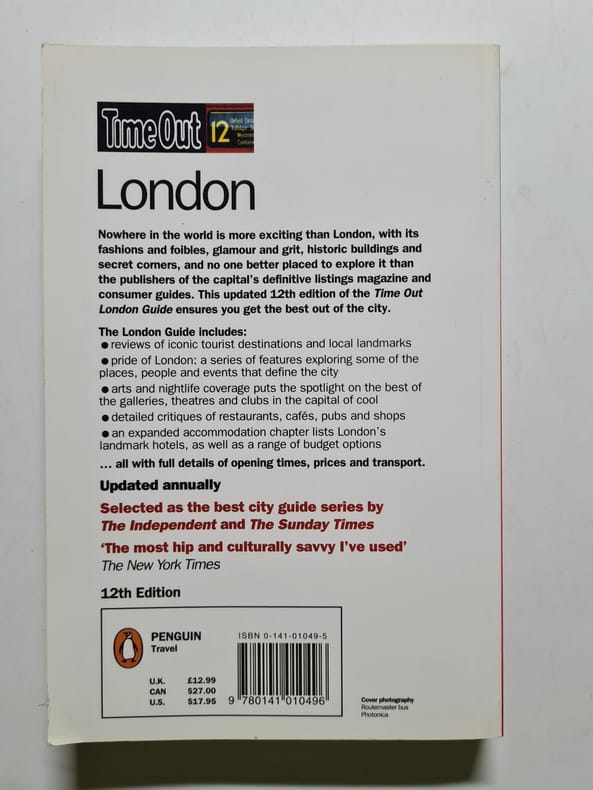 Time Out
12
London
Nowhere in the world is more exciting than London, with its
fashions and foibles, glamour and grit, historic buildings and
secret corners, and no one better placed to explore it than
the publishers of the capital's definitive listings magazine and
consumer guides. This updated 12th edition of the Time Out
London Guide ensures you get the best out of the city.
The London Guide includes:
● reviews of iconic tourist destinations and local landmarks
● pride of London: a series of features exploring some of the
places, people and events that define the city
● arts and nightlife coverage puts the spotlight on the best of
the galleries, theatres and clubs in the capital of cool
● detailed critiques of restaurants, cafés, pubs and shops
● an expanded accommodation chapter lists London's
landmark hotels, as well as a range of budget options
... all with full details of opening times, prices and transport.
Updated annually
Selected as the best city guide series by
The Independent and The Sunday Times
'The most hip and culturally savvy I've used'
The New York Times
12th Edition
PENGUIN
Travel
U.K. £12.99
CAN $27.00
U.S. $17.95
ISBN 0-141-01049-5
9 780141 010496
Cover photography
Routemaster bus
Photonica